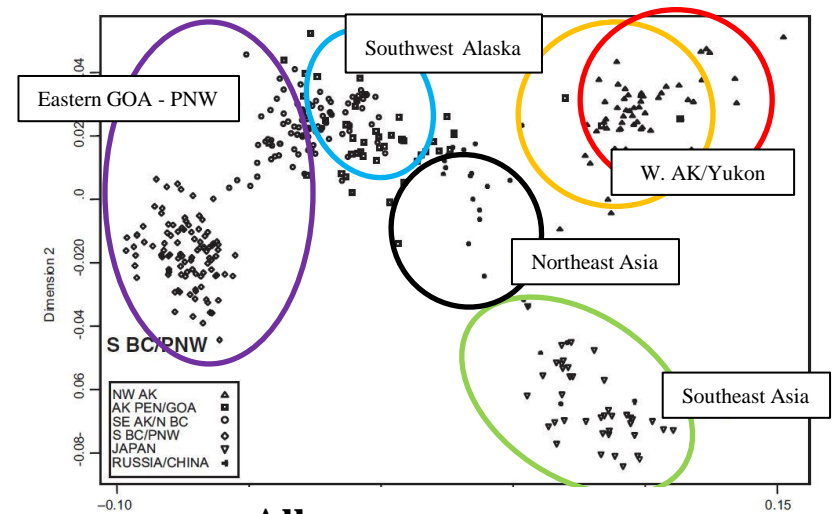 Southwest Alaska
Eastern GOA - PNW
W. AK/Yukon
Northeast Asia
Southeast Asia
S BC/PNW
Dimension 2
.04
0.02
.0
-0.020
-0.04
0.06
-0.08
NW AK
AK PEN/GOA
SE AK/N BC
S BC/PNW
JAPAN
RUSSIA/CHINA
-0.10
0.15